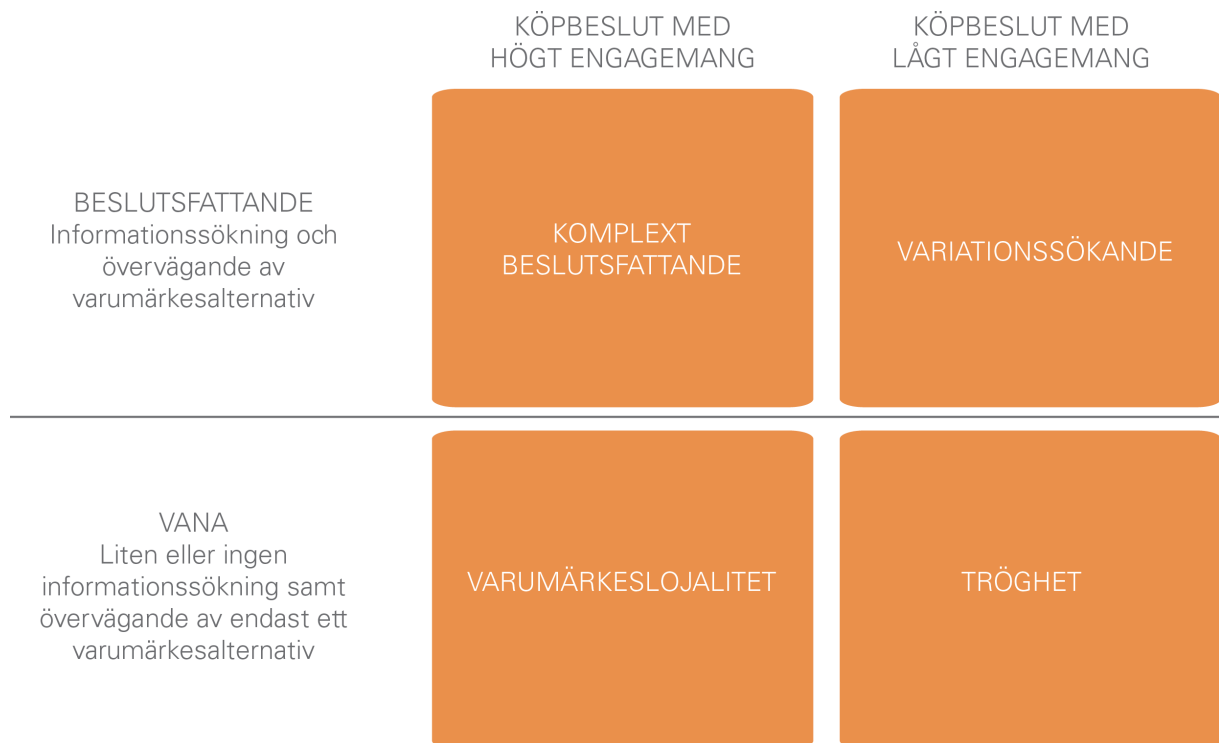 KÖPBESLUT MED
HÖGT ENGAGEMANG
KÖPBESLUT MED
LÅGT ENGAGEMANG
BESLUTSFATTANDE
Informationssökning och
övervägande av
varumärkesalternativ
KOMPLEXT
BESLUTSFATTANDE
VARIATIONSSÖKANDE
VANA
Liten eller ingen
informationssökning samt
övervägande av endast ett
varumärkesalternativ
VARUMÄRKESLOJALITET
TRÖGHET